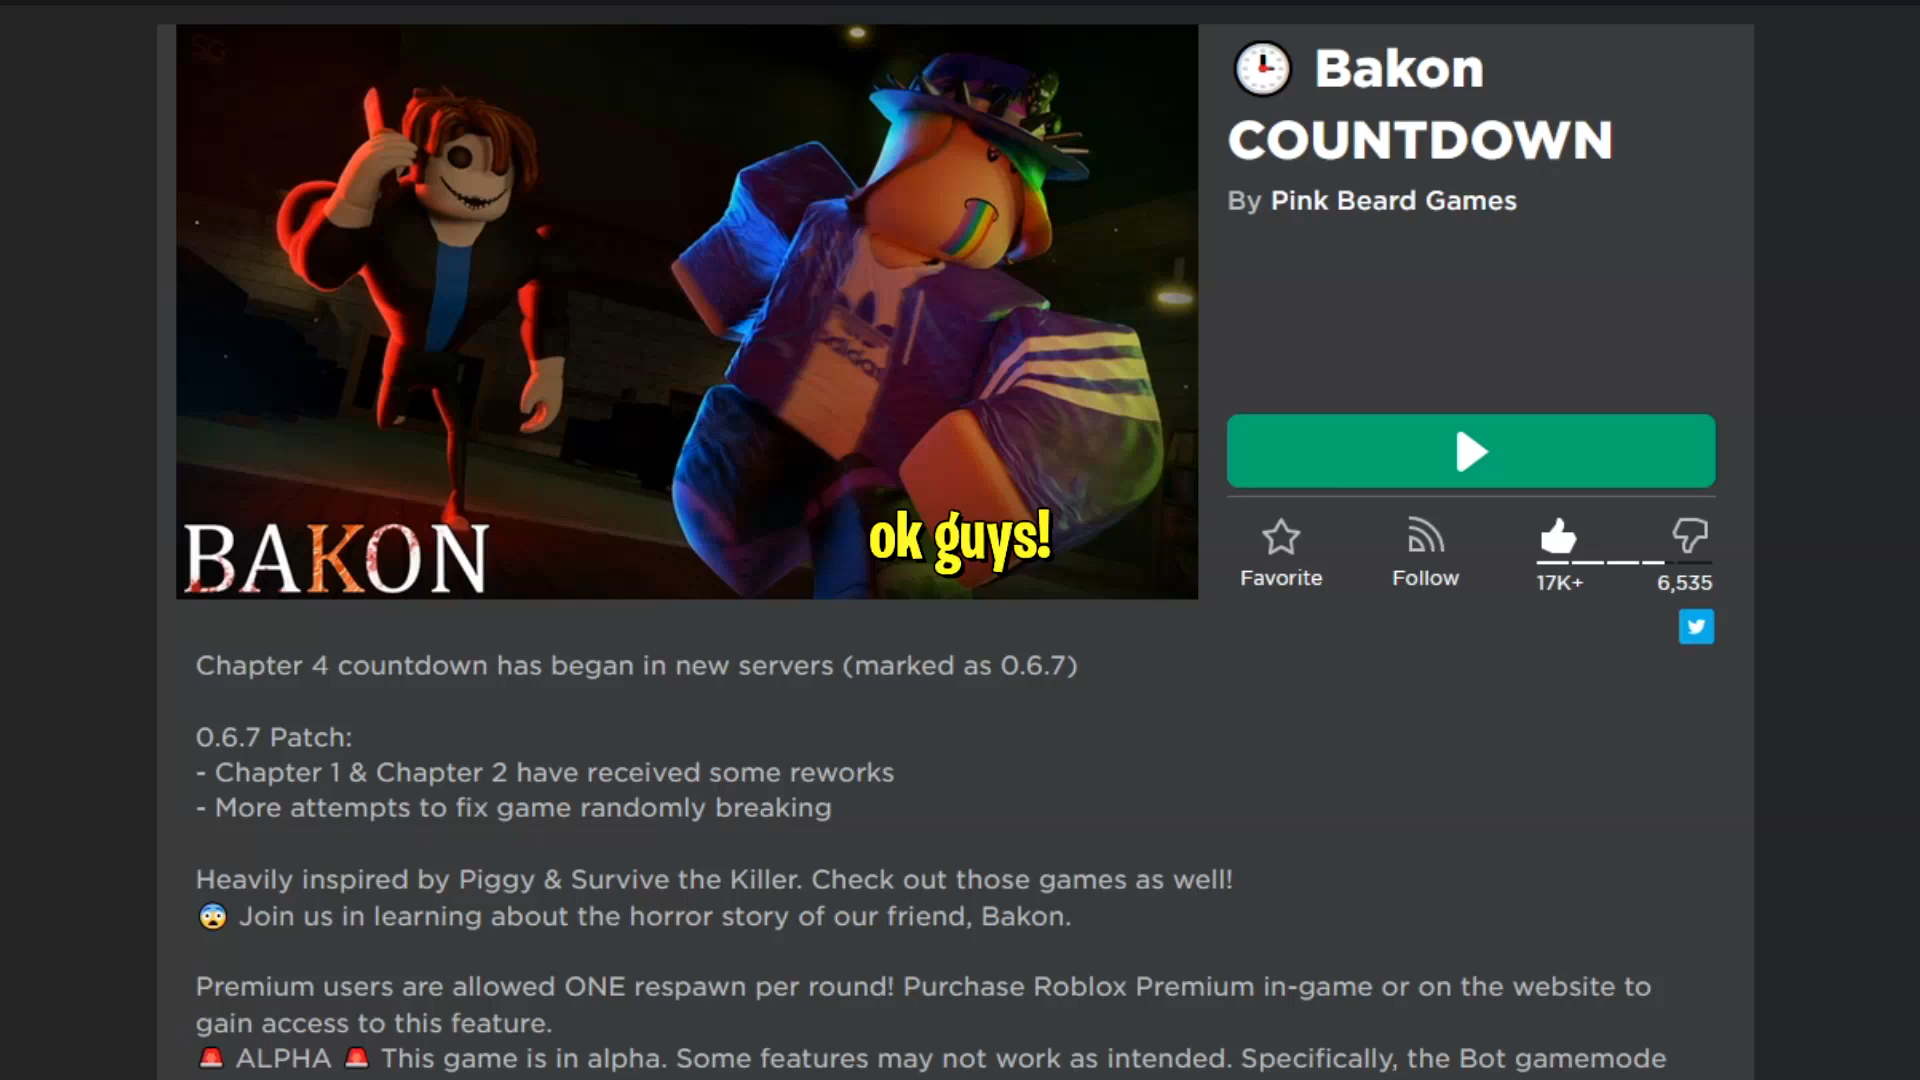 SG
Bakon
COUNTDOWN
By Pink Beard Games
adidas
ok guys!
BAKON
Favorite
Follow
17K+
6,535
Chapter 4 countdown has began in new servers (marked as 0.6.7)
0.6.7 Patch:
- Chapter 1 & Chapter 2 have received some reworks
- More attempts to fix game randomly breaking
Heavily inspired by Piggy & Survive the Killer. Check out those games as well!
😨 Join us in learning about the horror story of our friend, Bakon.
Premium users are allowed ONE respawn per round! Purchase Roblox Premium in-game or on the website to
gain access to this feature.
🚨 ALPHA 🚨 This game is in alpha. Some features may not work as intended. Specifically, the Bot gamemode